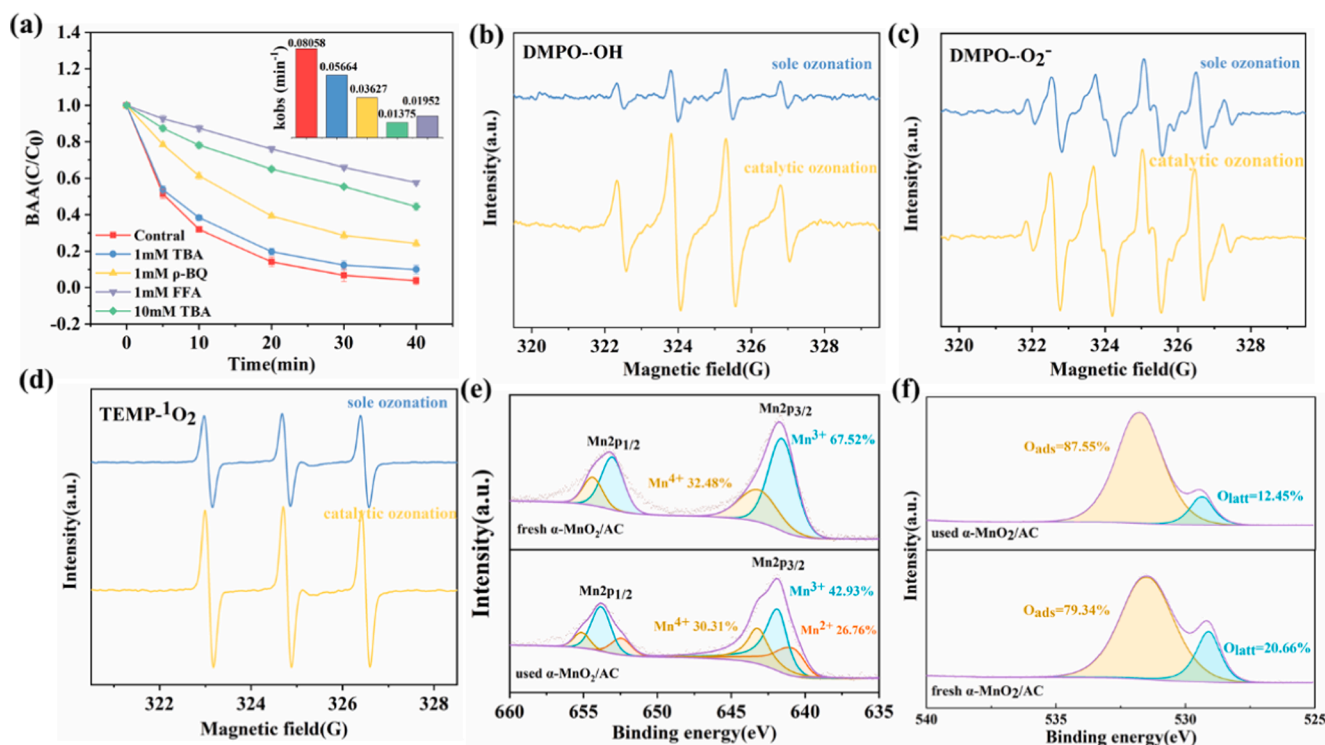 (a)
1.4
1.2
1.0
0.8
0.6
0.4
0.2
0.0
-0.2
BAA(C/C0)
0 10 20 30 40
Time(min)
kobs (min-1)
0.08058
0.05664
0.03627
0.01375
0.01952
Contral
1mM TBA
1mM ρ-BQ
1mM FFA
10mM TBA
(b)
DMPO-·OH
sole ozonation
catalytic ozonation
Intensity(a.u.)
320 322 324 326 328
Magnetic field(G)
(c)
DMPO-·O2-
sole ozonation
catalytic ozonation
Intensity(a.u.)
320 322 324 326 328
Magnetic field(G)
(d)
TEMP-1O2
sole ozonation
catalytic ozonation
Intensity(a.u.)
322 324 326 328
Magnetic field(G)
(e)
Mn2p3/2
Mn2p1/2
Mn3+ 67.52%
Mn4+ 32.48%
fresh α-MnO2/AC
Mn2p3/2
Mn2p1/2
Mn3+ 42.93%
Mn4+ 30.31%
Mn2+ 26.76%
used α-MnO2/AC
Intensity(a.u.)
660 655 650 645 640 635
Binding energy(eV)
(f)
Oads=87.55%
Olatt=12.45%
used α-MnO2/AC
Oads=79.34%
Olatt=20.66%
fresh α-MnO2/AC
Intensity(a.u.)
540 535 530 525
Binding energy(eV)